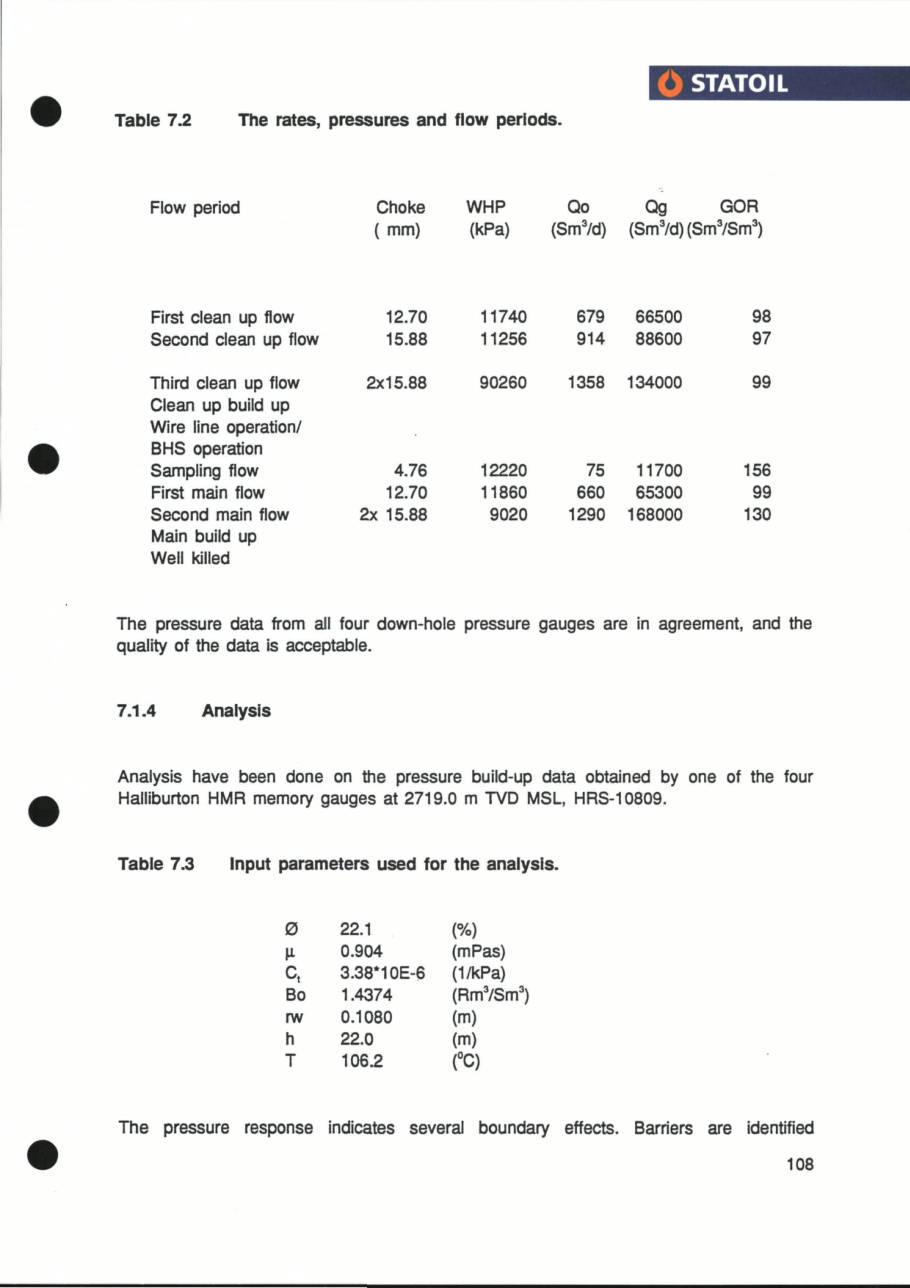 STATOIL
Table 7.2 The rates, pressures and flow periods.
Flow period Choke WHP Qo Qg GOR
( mm) (kPa) (Sm³/d) (Sm³/d) (Sm³/Sm³)
First clean up flow 12.70 11740 679 66500 98
Second clean up flow 15.88 11256 914 88600 97
Third clean up flow 2x15.88 90260 1358 134000 99
Clean up build up
Wire line operation/
BHS operation
Sampling flow 4.76 12220 75 11700 156
First main flow 12.70 11860 660 65300 99
Second main flow 2x 15.88 9020 1290 168000 130
Main build up
Well killed
The pressure data from all four down-hole pressure gauges are in agreement, and the
quality of the data is acceptable.
7.1.4 Analysis
Analysis have been done on the pressure build-up data obtained by one of the four
Halliburton HMR memory gauges at 2719.0 m TVD MSL, HRS-10809.
Table 7.3 Input parameters used for the analysis.
Ø 22.1 (%)
μ 0.904 (mPas)
Cₜ 3.38*10E-6 (1/kPa)
Bo 1.4374 (Rm³/Sm³)
rw 0.1080 (m)
h 22.0 (m)
T 106.2 (⁰C)
The pressure response indicates several boundary effects. Barriers are identified
108